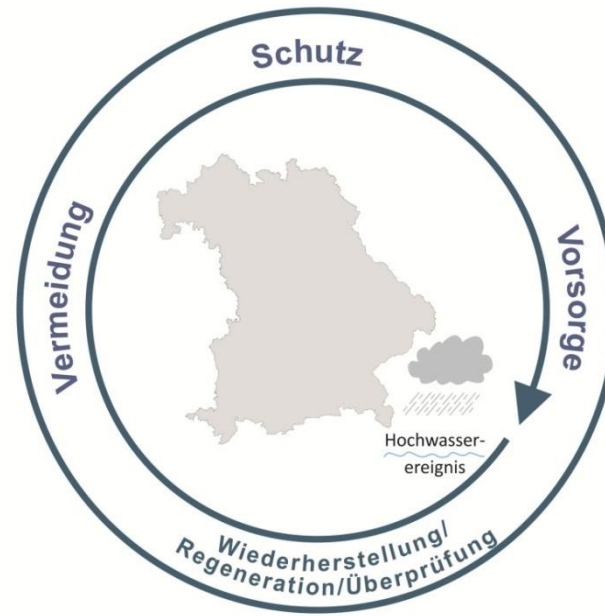 Schutz
Vermeidung
Vorsorge
Hochwasser-
ereignis
Wiederherstellung/
Regeneration/Überprüfung